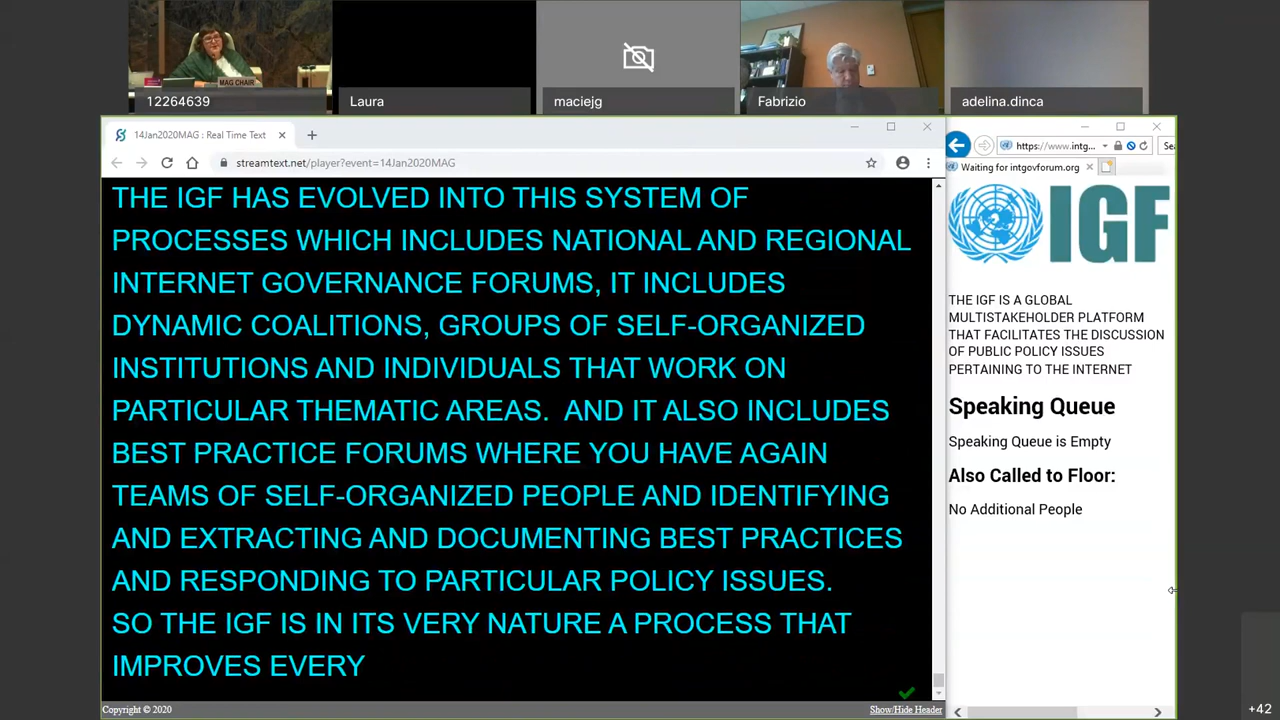 MAG CHAIR
12264639
Laura
maciejg
Fabrizio
adelina.dinca
14Jan2020MAG : Real Time Text
streamtext.net/player?event=14Jan2020MAG
THE IGF HAS EVOLVED INTO THIS SYSTEM OF
PROCESSES WHICH INCLUDES NATIONAL AND REGIONAL
INTERNET GOVERNANCE FORUMS, IT INCLUDES
DYNAMIC COALITIONS, GROUPS OF SELF-ORGANIZED
INSTITUTIONS AND INDIVIDUALS THAT WORK ON
PARTICULAR THEMATIC AREAS.  AND IT ALSO INCLUDES
BEST PRACTICE FORUMS WHERE YOU HAVE AGAIN
TEAMS OF SELF-ORGANIZED PEOPLE AND IDENTIFYING
AND EXTRACTING AND DOCUMENTING BEST PRACTICES
AND RESPONDING TO PARTICULAR POLICY ISSUES.
SO THE IGF IS IN ITS VERY NATURE A PROCESS THAT
IMPROVES EVERY
Copyright © 2020
Show/Hide Header
https://www.intg...
Sea
Waiting for intgovforum.org
IGF
THE IGF IS A GLOBAL
MULTISTAKEHOLDER PLATFORM
THAT FACILITATES THE DISCUSSION
OF PUBLIC POLICY ISSUES
PERTAINING TO THE INTERNET
Speaking Queue
Speaking Queue is Empty
Also Called to Floor:
No Additional People
+42